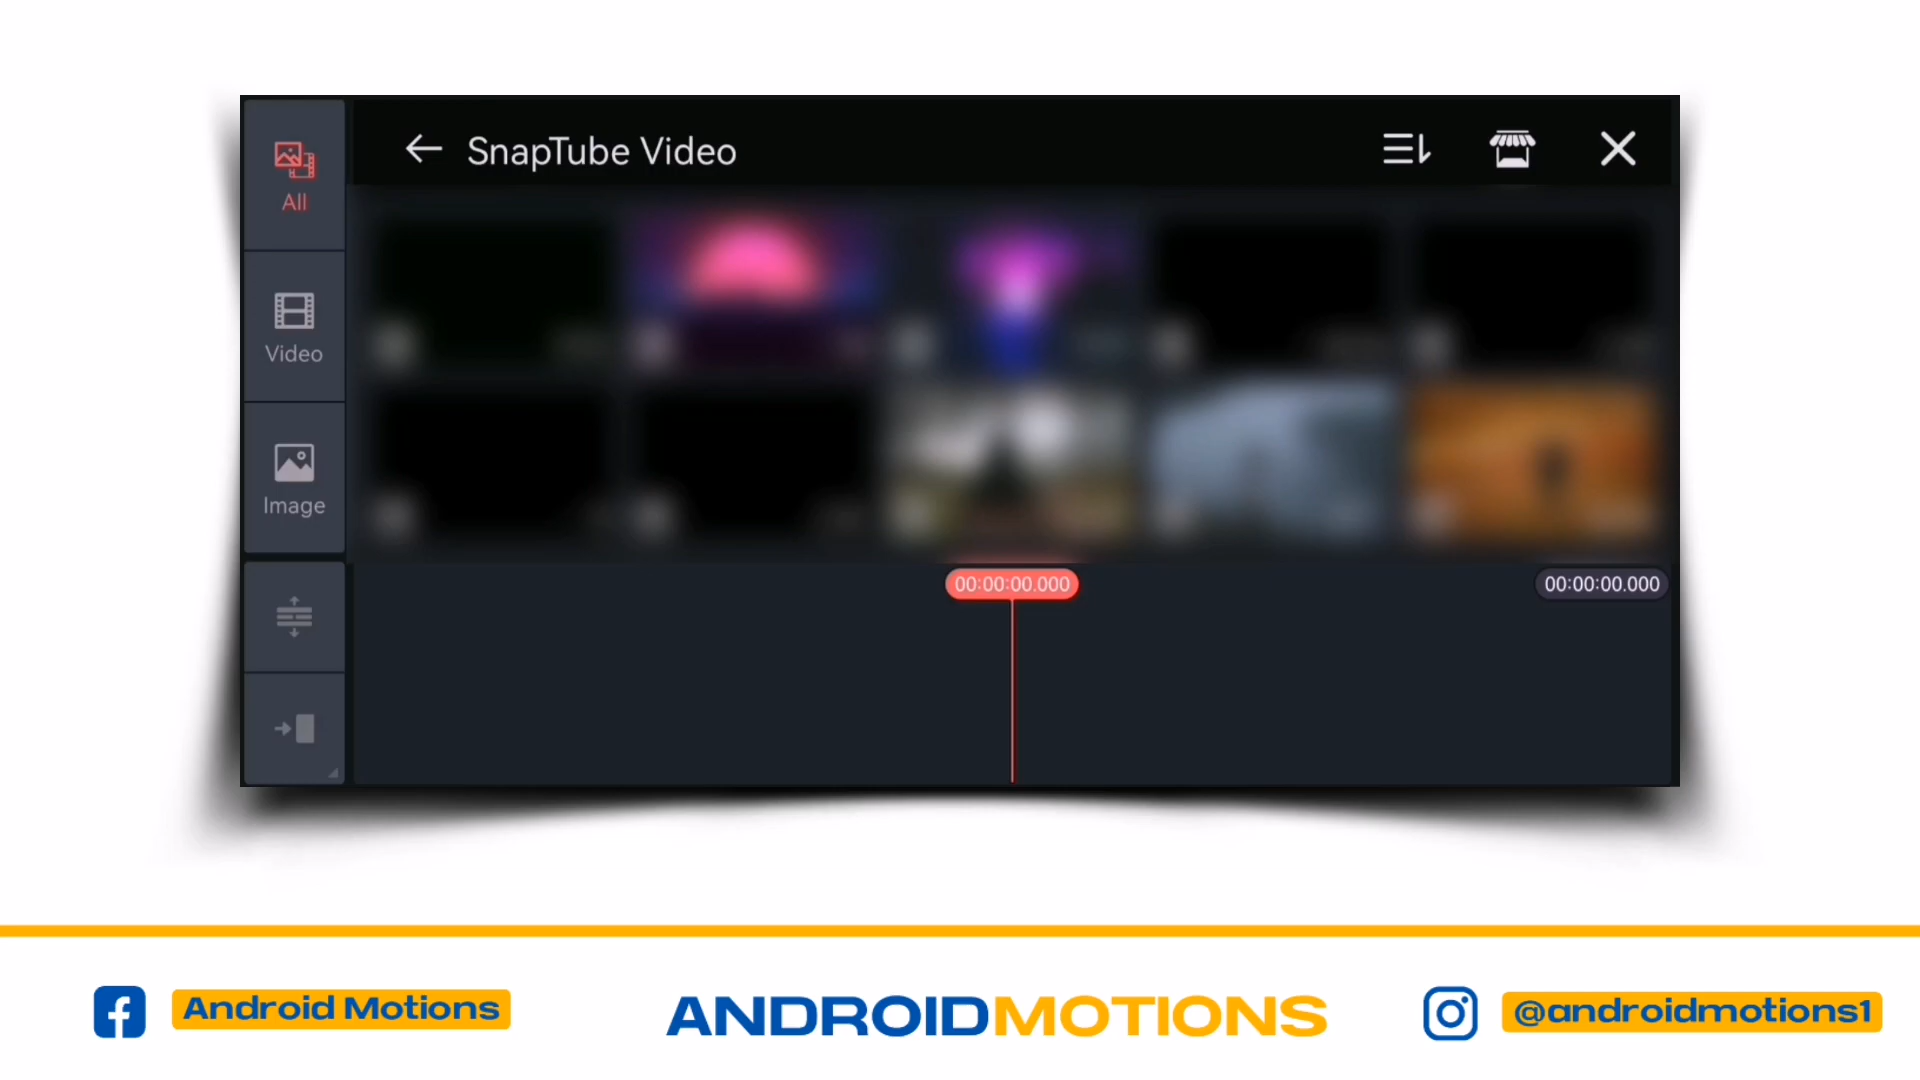 All
SnapTube Video
Video
Image
00:00:00.000
00:00:00.000
Android Motions
ANDROIDMOTIONS
@androidmotions1